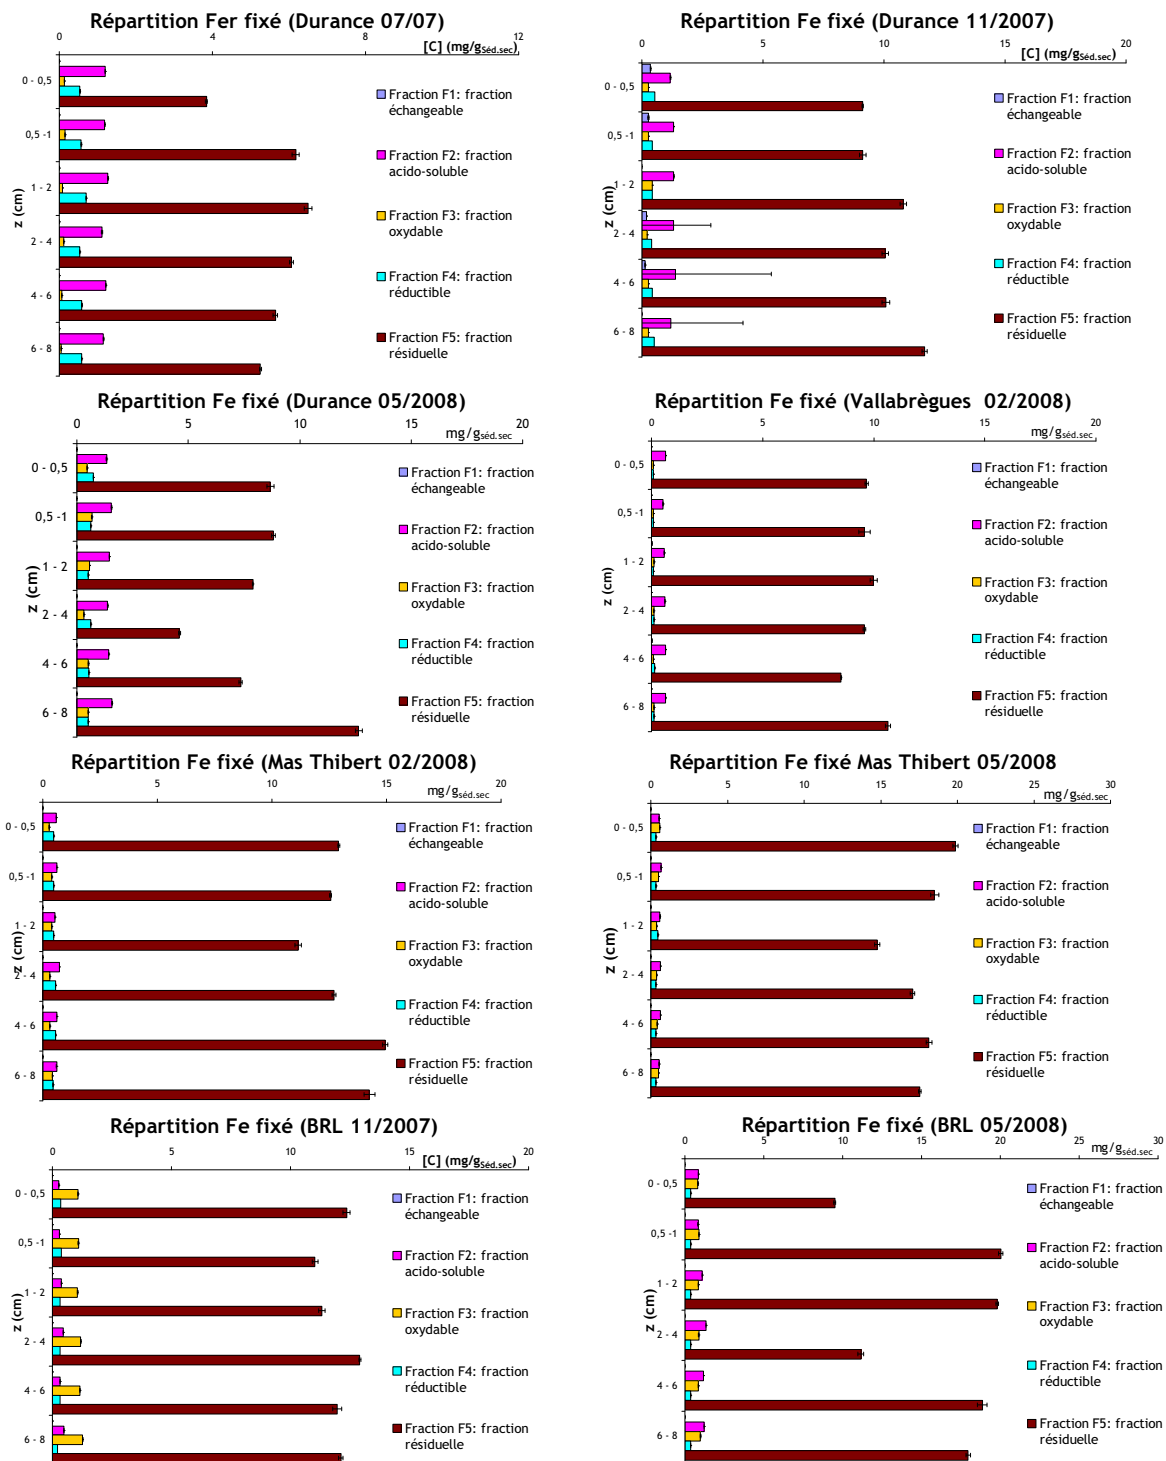 Répartition Fer fixé (Durance 07/07)
0 4 8 12
[C] (mg/gSéd.sec)
0 - 0,5
0,5 -1
1 - 2
2 - 4
4 - 6
6 - 8
z (cm)
Fraction F1: fraction
échangeable
Fraction F2: fraction
acido-soluble
Fraction F3: fraction
oxydable
Fraction F4: fraction
réductible
Fraction F5: fraction
résiduelle
Répartition Fe fixé (Durance 11/2007)
0 5 10 15 20
[C] (mg/gSéd.sec)
0 - 0,5
0,5 -1
1 - 2
2 - 4
4 - 6
6 - 8
z (cm)
Fraction F1: fraction
échangeable
Fraction F2: fraction
acido-soluble
Fraction F3: fraction
oxydable
Fraction F4: fraction
réductible
Fraction F5: fraction
résiduelle
Répartition Fe fixé (Durance 05/2008)
0 5 10 15 20
mg/gséd.sec
0 - 0,5
0,5 -1
1 - 2
2 - 4
4 - 6
6 - 8
z (cm)
Fraction F1: fraction
échangeable
Fraction F2: fraction
acido-soluble
Fraction F3: fraction
oxydable
Fraction F4: fraction
réductible
Fraction F5: fraction
résiduelle
Répartition Fe fixé (Vallabrègues 02/2008)
0 5 10 15 20
mg/gséd.sec
0 - 0,5
0,5 -1
1 - 2
2 - 4
4 - 6
6 - 8
z (cm)
Fraction F1: fraction
échangeable
Fraction F2: fraction
acido-soluble
Fraction F3: fraction
oxydable
Fraction F4: fraction
réductible
Fraction F5: fraction
résiduelle
Répartition Fe fixé (Mas Thibert 02/2008)
0 5 10 15 20
mg/gséd.sec
0 - 0,5
0,5 -1
1 - 2
2 - 4
4 - 6
6 - 8
z (cm)
Fraction F1: fraction
échangeable
Fraction F2: fraction
acido-soluble
Fraction F3: fraction
oxydable
Fraction F4: fraction
réductible
Fraction F5: fraction
résiduelle
Répartition Fe fixé Mas Thibert 05/2008
0 5 10 15 20 30
mg/gséd.sec
0 - 0,5
0,5 -1
1 - 2
2 - 4
4 - 6
6 - 8
z (cm)
Fraction F1: fraction
échangeable
Fraction F2: fraction
acido-soluble
Fraction F3: fraction
oxydable
Fraction F4: fraction
réductible
Fraction F5: fraction
résiduelle
Répartition Fe fixé (BRL 11/2007)
0 5 10 15 20
[C] (mg/gSéd.sec)
0 - 0,5
0,5 -1
1 - 2
2 - 4
4 - 6
6 - 8
z (cm)
Fraction F1: fraction
échangeable
Fraction F2: fraction
acido-soluble
Fraction F3: fraction
oxydable
Fraction F4: fraction
réductible
Fraction F5: fraction
résiduelle
Répartition Fe fixé (BRL 05/2008)
0 5 10 15 20 25 30
mg/gséd.sec
0 - 0,5
0,5 -1
1 - 2
2 - 4
4 - 6
6 - 8
z (cm)
Fraction F1: fraction
échangeable
Fraction F2: fraction
acido-soluble
Fraction F3: fraction
oxydable
Fraction F4: fraction
réductible
Fraction F5: fraction
résiduelle